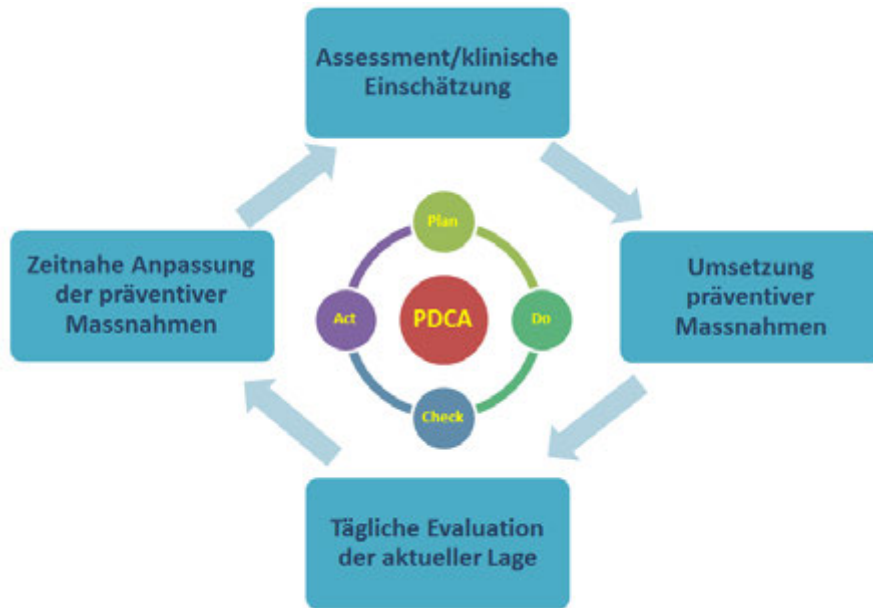 Assessment/klinische
Einschätzung
Plan
Zeitnahe Anpassung
der präventiver
Massnahmen
Act
PDCA
Do
Umsetzung
präventiver
Massnahmen
Check
Tägliche Evaluation
der aktueller Lage